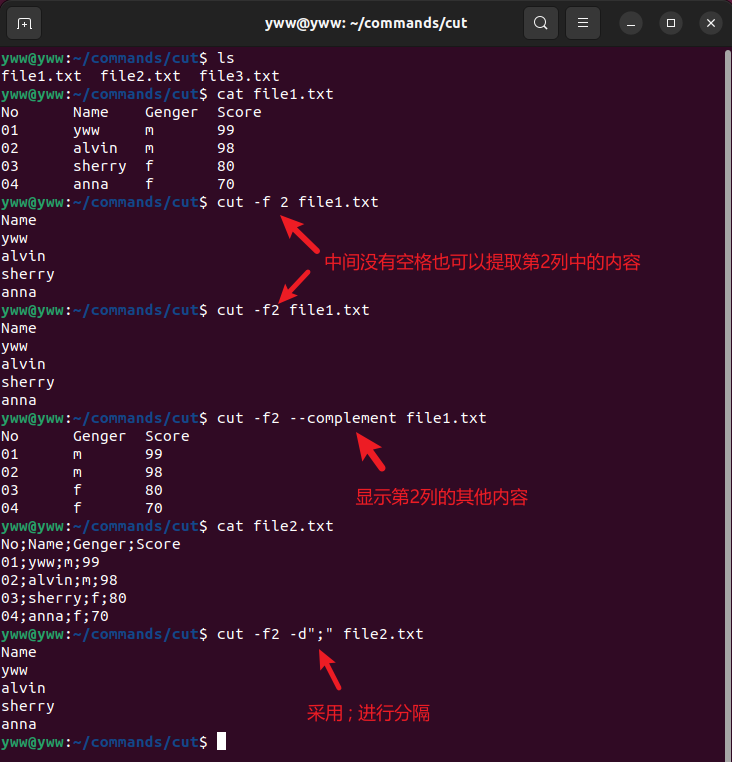 yww@yww: ~/commands/cut
yww@yww:~/commands/cut$ ls
file1.txt  file2.txt  file3.txt
yww@yww:~/commands/cut$ cat file1.txt
No      Name    Genger  Score
01      yww     m       99
02      alvin   m       98
03      sherry  f       80
04      anna    f       70
yww@yww:~/commands/cut$ cut -f 2 file1.txt
Name
yww
alvin
中间没有空格也可以提取第2列中的内容
sherry
anna
yww@yww:~/commands/cut$ cut -f2 file1.txt
Name
yww
alvin
sherry
anna
yww@yww:~/commands/cut$ cut -f2 --complement file1.txt
No      Genger  Score
01      m       99
02      m       98
03      f       80
显示第2列的其他内容
04      f       70
yww@yww:~/commands/cut$ cat file2.txt
No;Name;Genger;Score
01;yww;m;99
02;alvin;m;98
03;sherry;f;80
04;anna;f;70
yww@yww:~/commands/cut$ cut -f2 -d";" file2.txt
Name
yww
alvin
sherry
采用 ; 进行分隔
anna
yww@yww:~/commands/cut$